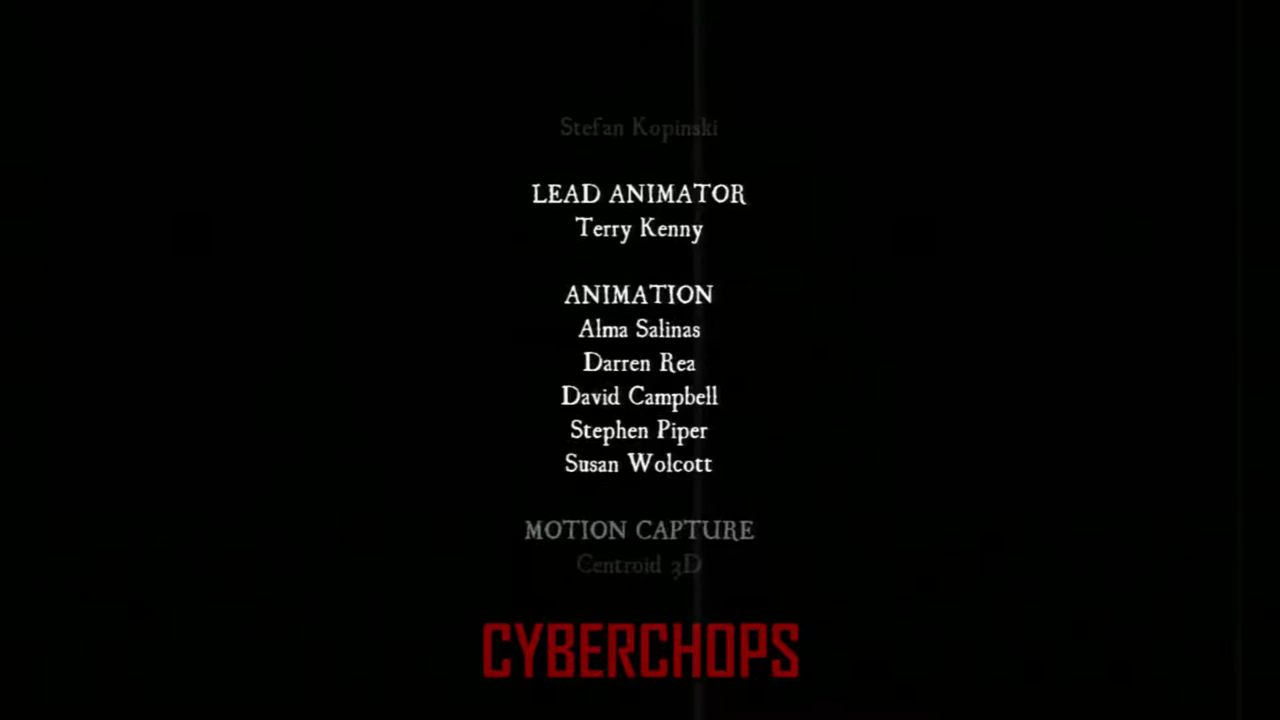 Stefan Kopinski
LEAD ANIMATOR
Terry Kenny
ANIMATION
Alma Salinas
Darren Rea
David Campbell
Stephen Piper
Susan Wolcott
MOTION CAPTURE
Centroid 3D
CYBERCHOPS